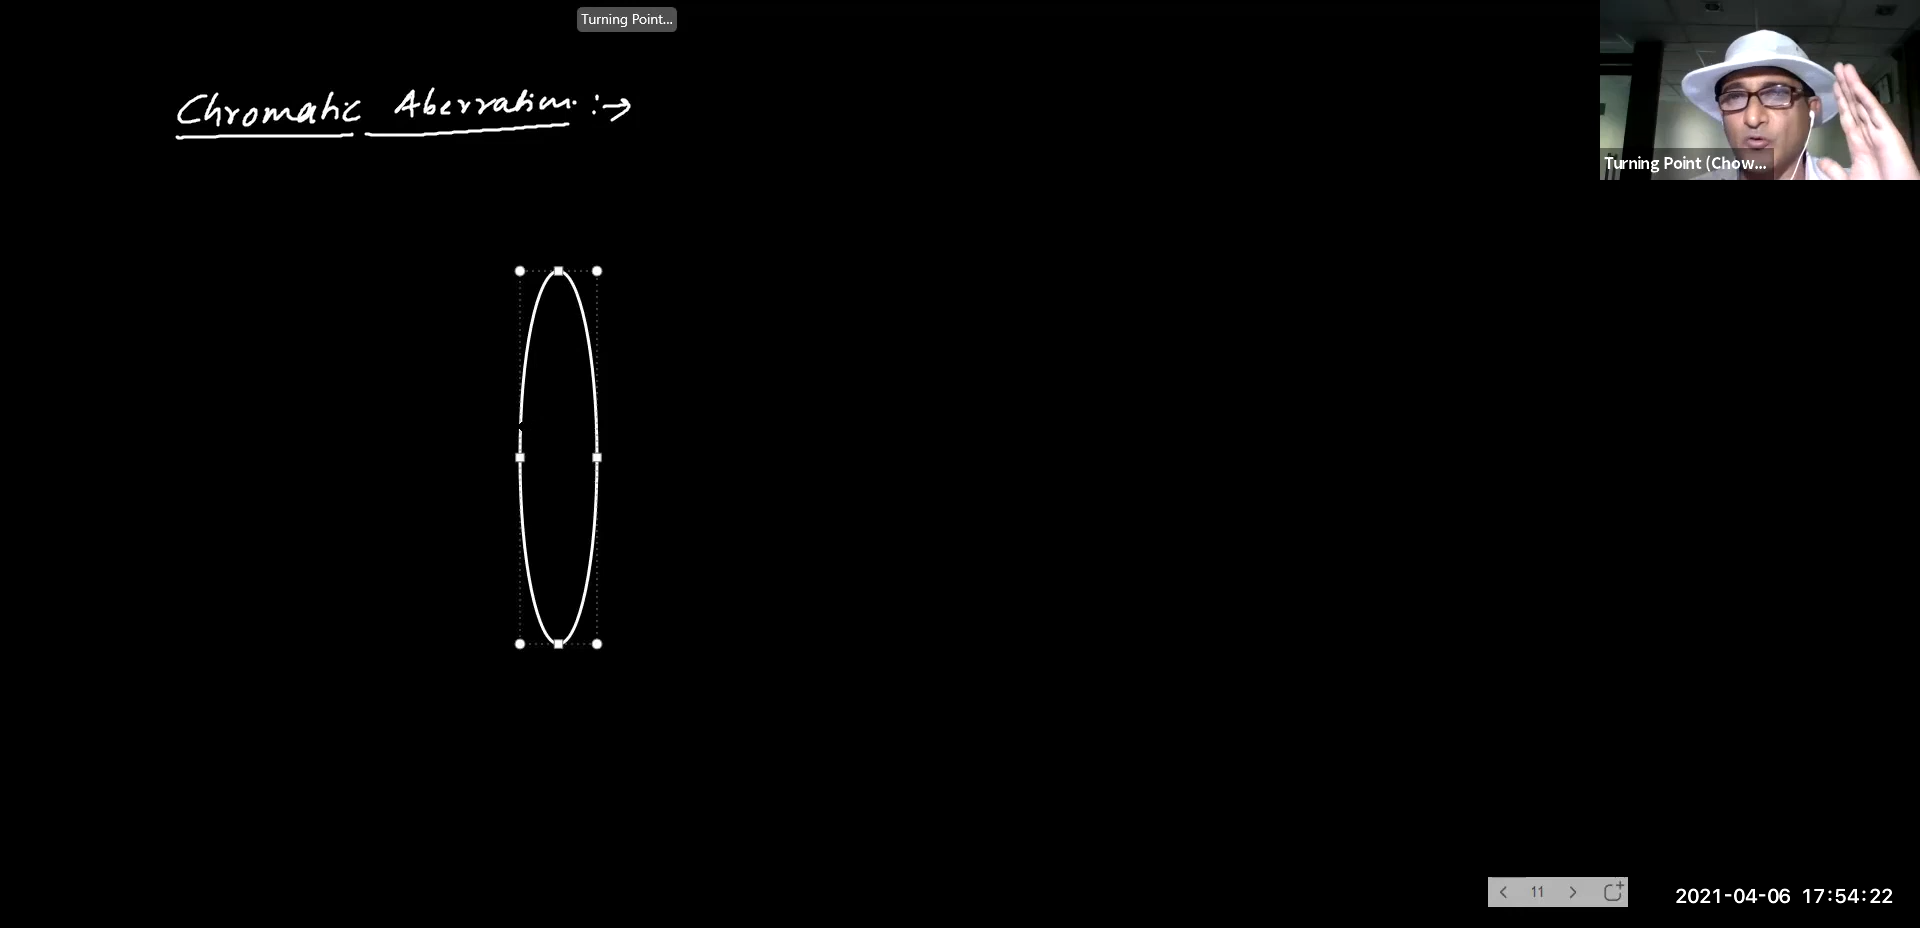 Turning Point...
Chromatic Aberration :→
Turning Point (Chow...
11
2021-04-06 17:54:22